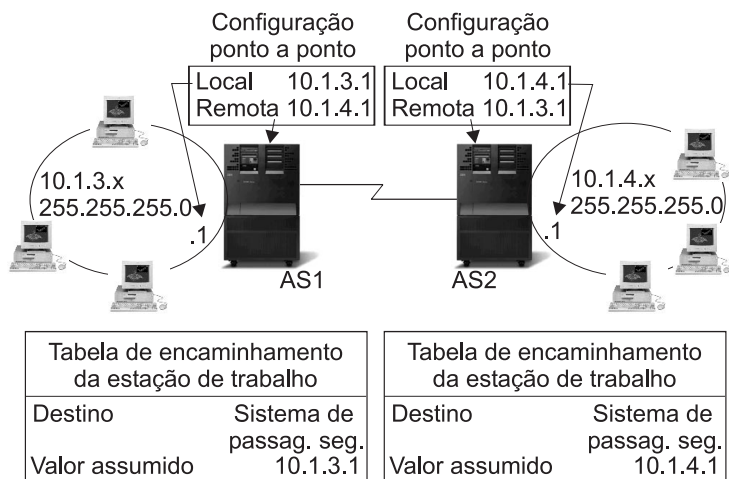 Configuração
ponto a ponto
Local 10.1.3.1
Remota 10.1.4.1
Configuração
ponto a ponto
Local 10.1.4.1
Remota 10.1.3.1
10.1.3.x
255.255.255.0
.1
AS1
AS2
10.1.4.x
255.255.255.0
.1
Tabela de encaminhamento
da estação de trabalho
Destino Sistema de
passag. seg.
Valor assumido 10.1.3.1
Tabela de encaminhamento
da estação de trabalho
Destino Sistema de
passag. seg.
Valor assumido 10.1.4.1